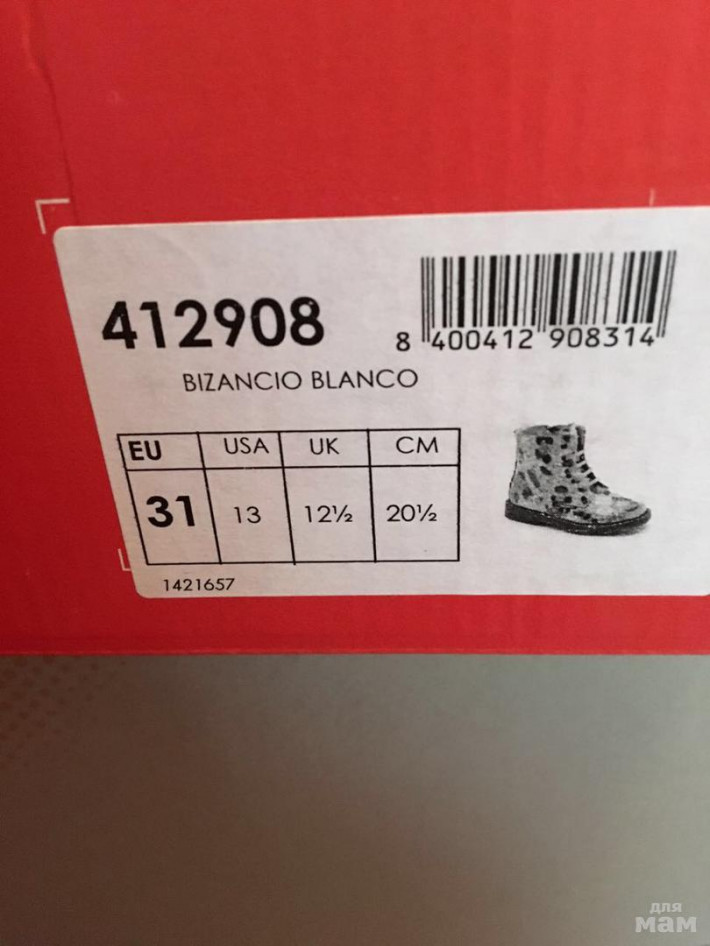 412908
8 400412 908314
BIZANCIO BLANCO
EU USA UK CM
31 13 12½ 20½
1421657
для
мам